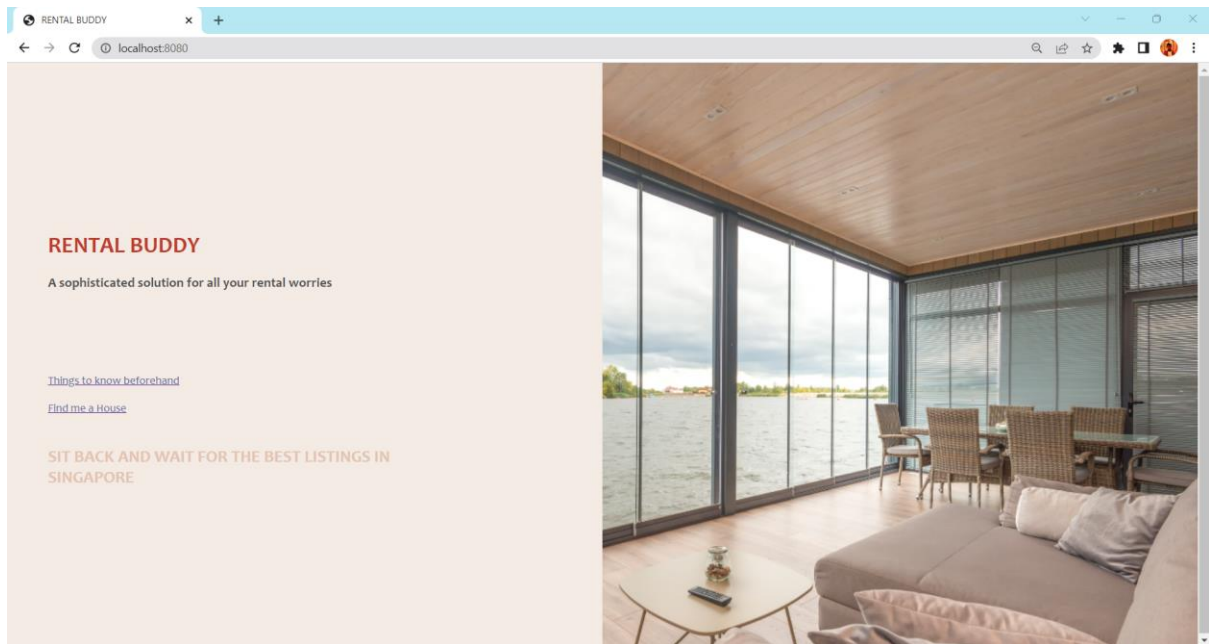 RENTAL BUDDY
localhost:8080
RENTAL BUDDY
A sophisticated solution for all your rental worries
Things to know beforehand
FInd me a House
SIT BACK AND WAIT FOR THE BEST LISTINGS IN
SINGAPORE